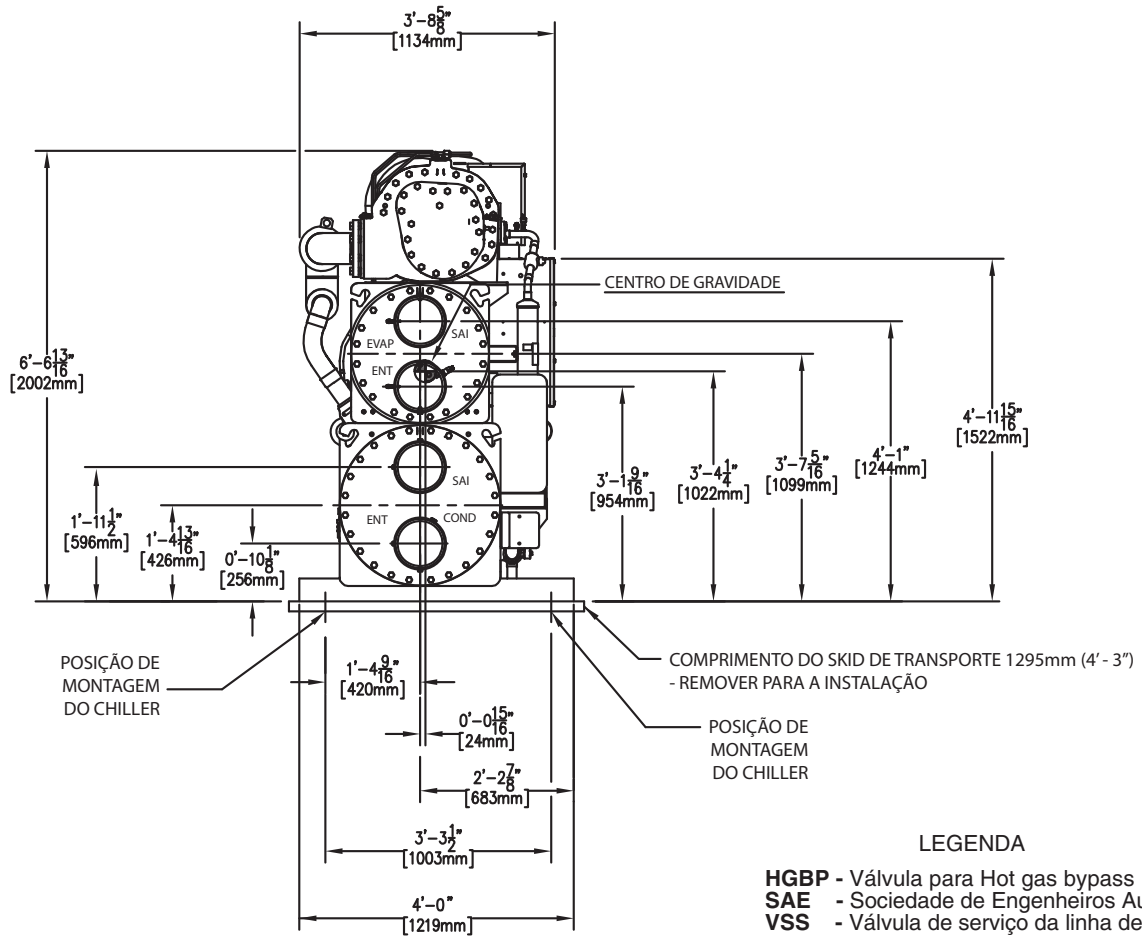 3'-8 5/8"
[1134mm]
CENTRO DE GRAVIDADE
SAI
EVAP
ENT
6'-6 13/16"
[2002mm]
4'-11 15/16"
[1522mm]
4'-1"
[1244mm]
3'-7 5/16"
[1099mm]
3'-4 1/4"
[1022mm]
3'-1 9/16"
[954mm]
SAI
ENT
COND
1'-11 1/2"
[596mm]
1'-4 13/16"
[426mm]
0'-10 1/8"
[256mm]
POSIÇÃO DE
MONTAGEM
DO CHILLER
1'-4 9/16"
[420mm]
COMPRIMENTO DO SKID DE TRANSPORTE 1295mm (4' - 3")
- REMOVER PARA A INSTALAÇÃO
0'-0 15/16"
[24mm]
POSIÇÃO DE
MONTAGEM
DO CHILLER
2'-2 7/8"
[683mm]
3'-3 1/2"
[1003mm]
4'-0"
[1219mm]
LEGENDA
HGBP - Válvula para Hot gas bypass
SAE - Sociedade de Engenheiros Au
VSS - Válvula de serviço da linha de